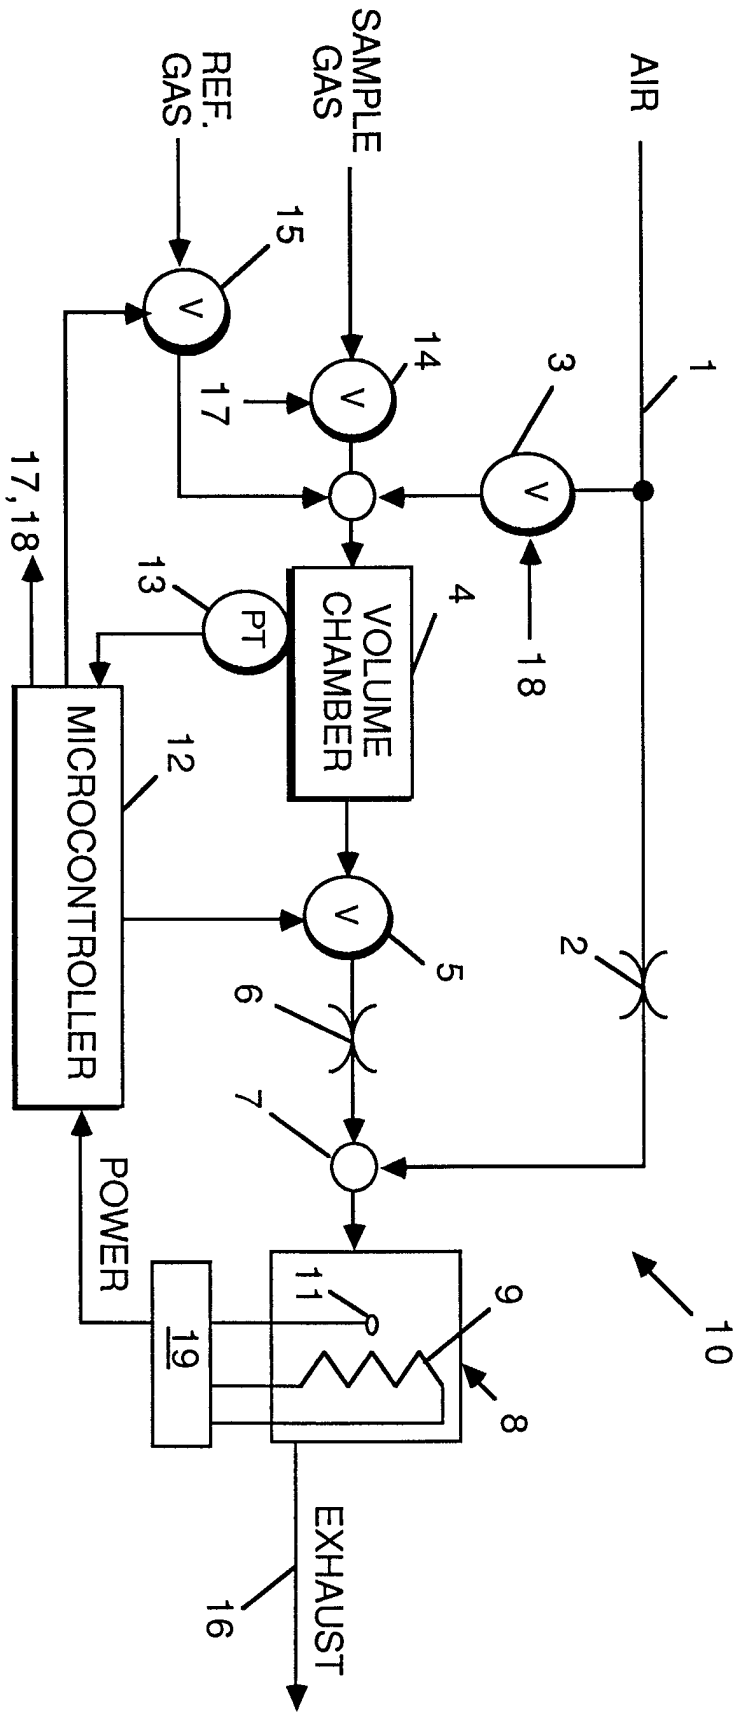 AIR
1
SAMPLE
GAS
REF.
GAS
15
V
14
V
17
3
V
18
17,18
13
PT
4
VOLUME
CHAMBER
12
MICROCONTROLLER
V
5
2
6
7
POWER
10
11
9
8
19
EXHAUST
16